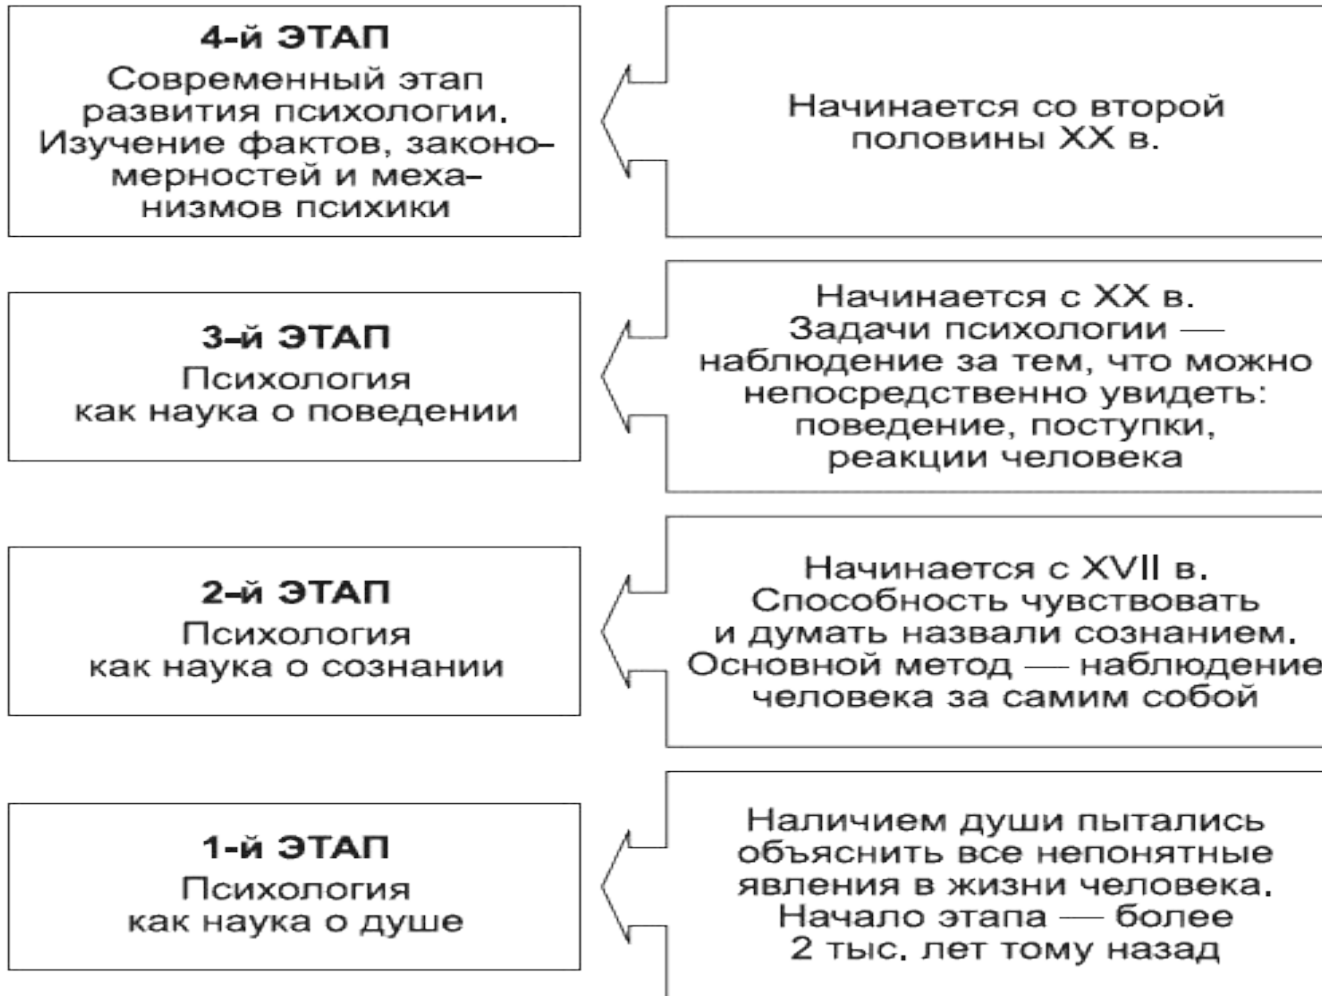 4-й ЭТАП
Современный этап
развития психологии.
Изучение фактов, законо-
мерностей и меха-
низмов психики
Начинается со второй
половины XX в.
3-й ЭТАП
Психология
как наука о поведении
Начинается с XX в.
Задачи психологии —
наблюдение за тем, что можно
непосредственно увидеть:
поведение, поступки,
реакции человека
2-й ЭТАП
Психология
как наука о сознании
Начинается с XVII в.
Способность чувствовать
и думать назвали сознанием.
Основной метод — наблюдение
человека за самим собой
1-й ЭТАП
Психология
как наука о душе
Наличием души пытались
объяснить все непонятные
явления в жизни человека.
Начало этапа — более
2 тыс. лет тому назад